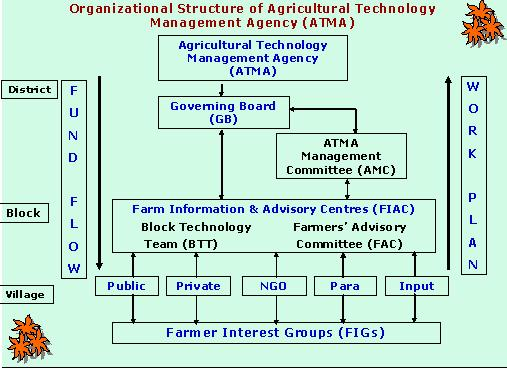 Organizational Structure of Agricultural Technology
Management Agency (ATMA)
Agricultural Technology
Management Agency
(ATMA)
District
FUND FLOW
Governing Board
(GB)
WORK PLAN
ATMA
Management
Committee (AMC)
Block
Farm Information & Advisory Centres (FIAC)
Block Technology
Team (BTT)
Farmers' Advisory
Committee (FAC)
Village
Public
Private
NGO
Para
Input
Farmer Interest Groups (FIGs)